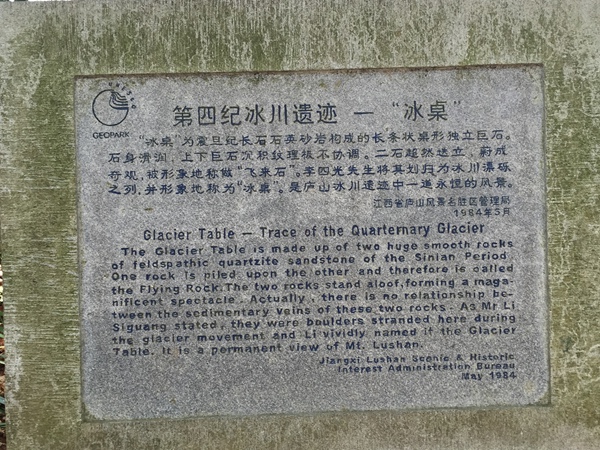 UNESCO
GEOPARK
第四纪冰川遗迹 — “冰桌”
“冰桌”为震旦纪长石石英砂岩构成的长条状桌形独立巨石。
石身滑润，上下巨石沉积纹理极不协调。二石超然迭立，蔚成
奇观，被形象地称做“飞来石”。李四光先生将其划归为冰川漂砾
之列，并形象地称为“冰桌”。是庐山冰川遗迹中一道永恒的风景。
江西省庐山风景名胜区管理局
1984年5月
Glacier Table — Trace of the Quarternary Glacier
The Glacier Table is made up of two huge smooth rocks
of feldspathic quartzite sandstone of the Sinian Period
One rock is piled upon the other and therefore is called
the Flying Rock.The two rocks stand aloof,forming a maga-
nificent spectacle. Actually, there is no relationship be-
tween the sedimentary veins of these two rocks. As Mr Li
Siguang stated, they were boulders stranded here during
the glacier movement and Li vividly named it the Glacier
Table. It is a permanent view of Mt. Lushan.
Jiangxi Lushan Scenic & Historic
Interest Administration Bureau
May 1984